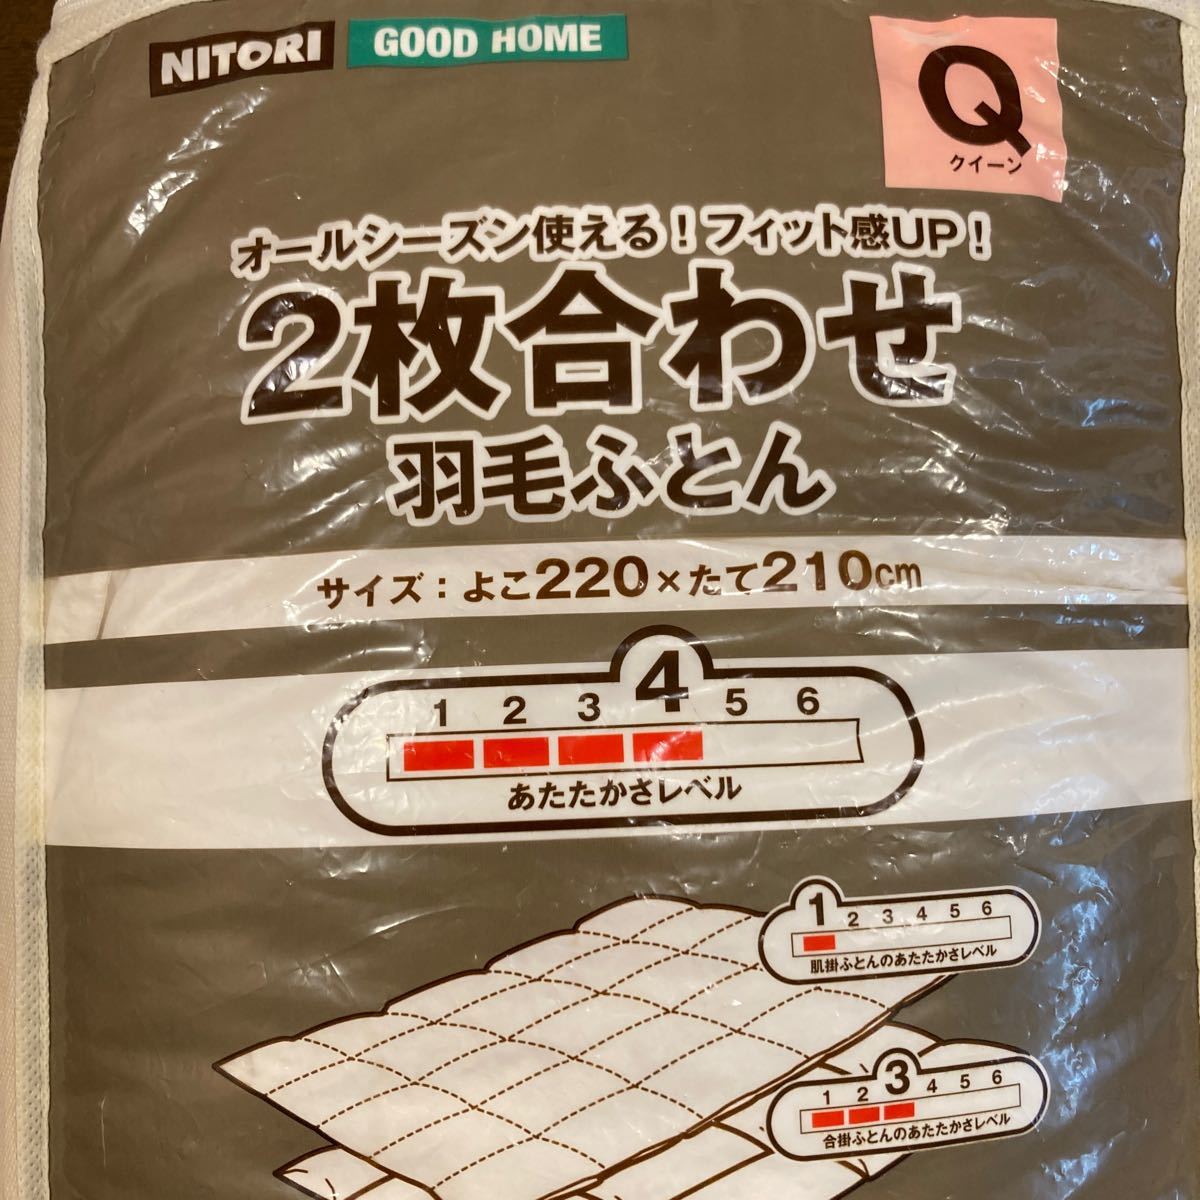 NITORI GOOD HOME
Q
クイーン
オールシーズン使える！フィット感UP！
2枚合わせ
羽毛ふとん
サイズ：よこ220×たて210cm
1 2 3 4 5 6
あたたかさレベル
1 2 3 4 5 6
肌掛ふとんのあたたかさレベル
1 2 3 4 5 6
合掛ふとんのあたたかさレベル